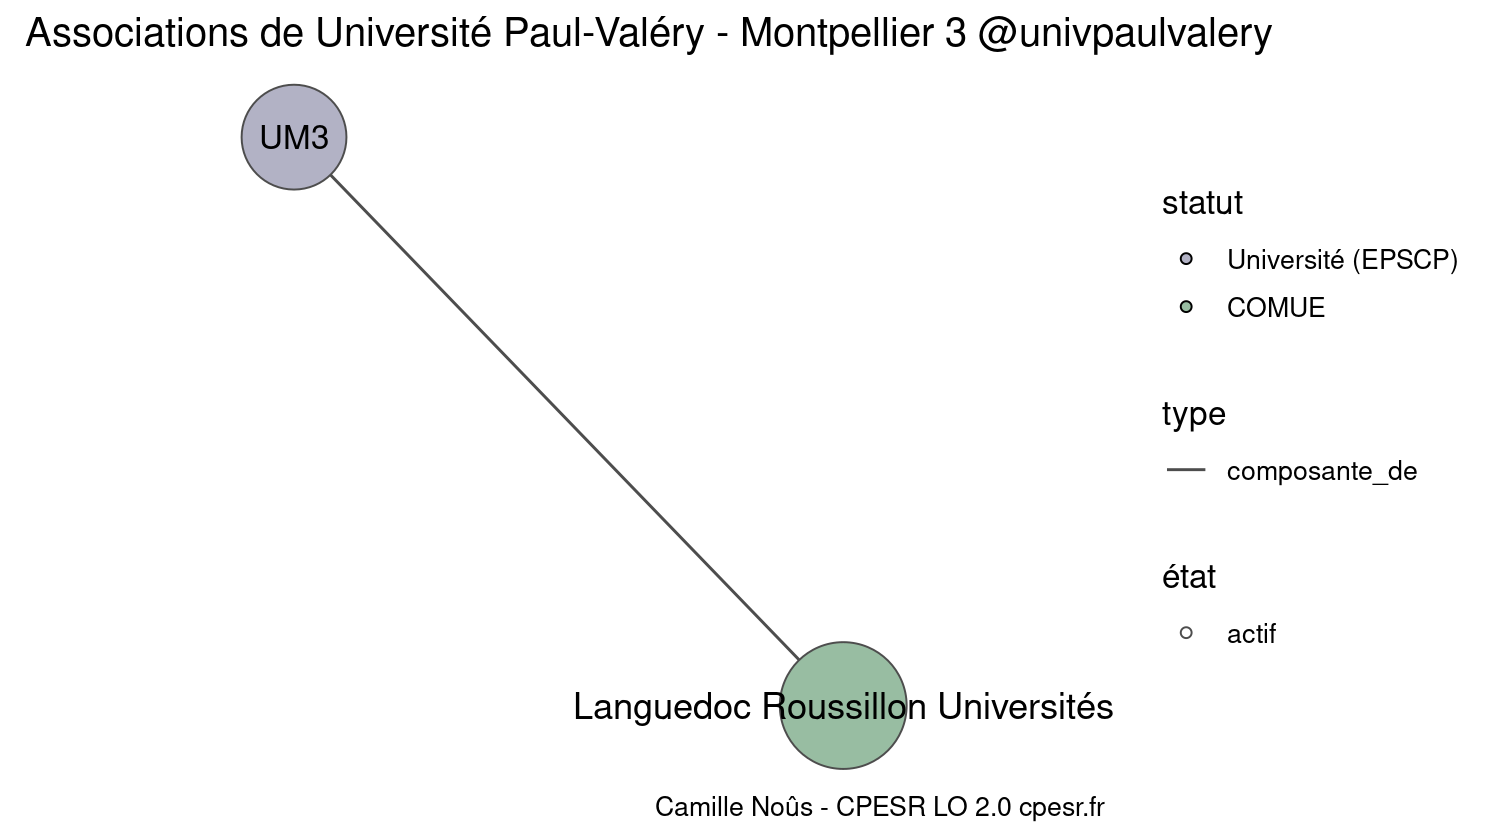 Associations de Université Paul-Valéry - Montpellier 3 @univpaulvalery
UM3
statut
Université (EPSCP)
COMUE
type
composante_de
état
actif
Languedoc Roussillon Universités
Camille Noûs - CPESR LO 2.0 cpesr.fr